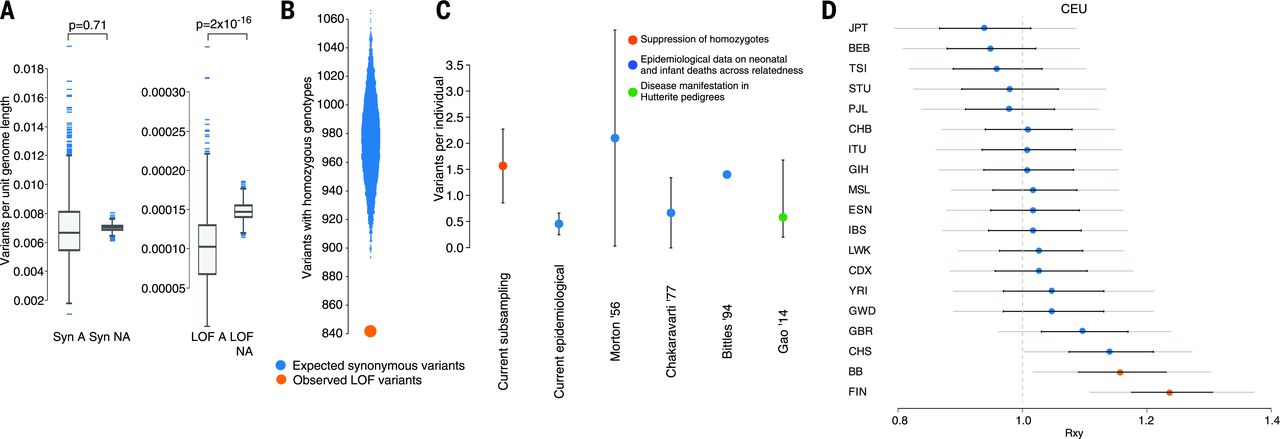 A
p=0.71
p=2x10-16
Variants per unit genome length
0.018
0.016
0.014
0.012
0.010
0.008
0.006
0.004
0.002
0.00030
0.00025
0.00020
0.00015
0.00010
0.00005
Syn A Syn NA
LOF A LOF
NA
B
Variants with homozygous genotypes
1060
1040
1020
1000
980
960
940
920
900
880
860
840
Expected synonymous variants
Observed LOF variants
C
Variants per individual
3.5
3.0
2.5
2.0
1.5
1.0
0.5
0.0
Suppression of homozygotes
Epidemiological data on neonatal
and infant deaths across relatedness
Disease manifestation in
Hutterite pedigrees
Current subsampling
Current epidemiological
Morton '56
Chakaravarti '77
Bittles '94
Gao '14
D
CEU
JPT
BEB
TSI
STU
PJL
CHB
ITU
GIH
MSL
ESN
IBS
LWK
CDX
YRI
GWD
GBR
CHS
BB
FIN
0.8
1.0
1.2
1.4
Rxy